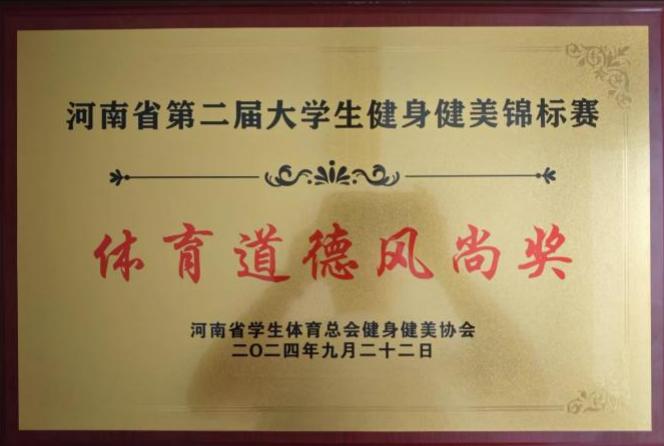 河南省第二届大学生健身健美锦标赛
体育道德风尚奖
河南省学生体育总会健身健美协会
二〇二四年九月二十二日